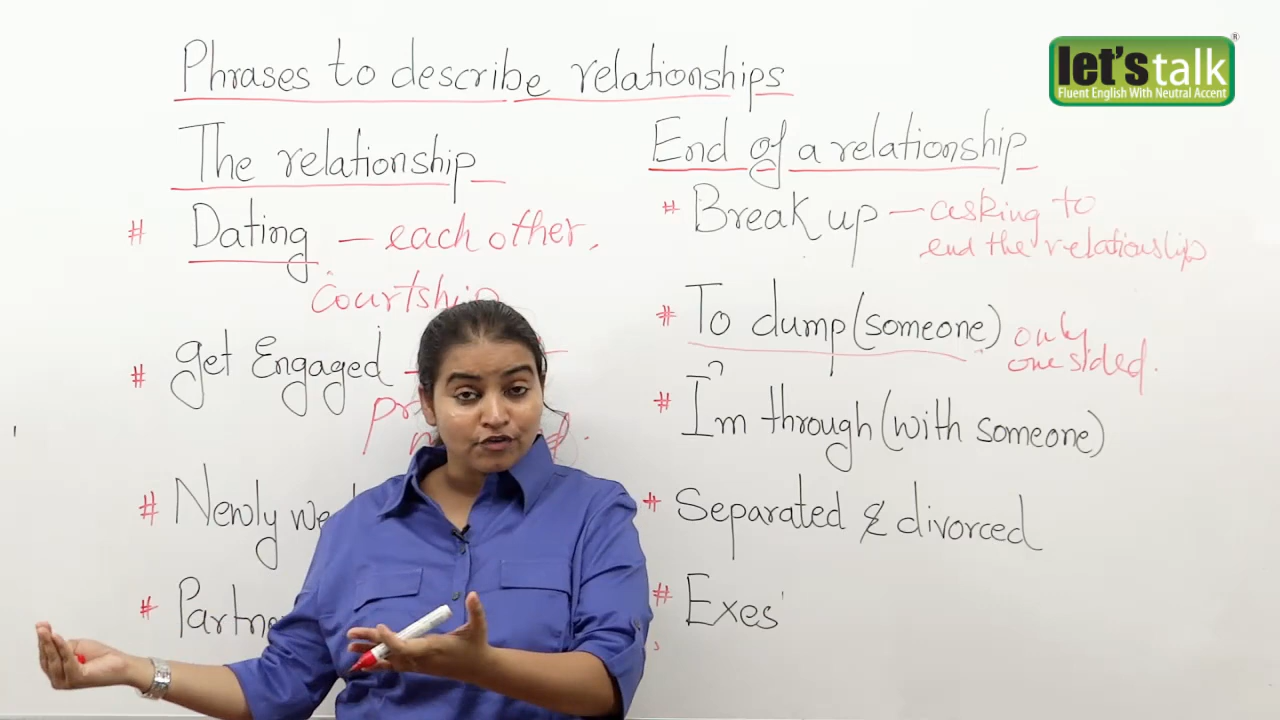 Phrases to describe relationships
The relationship
# Dating — each other,
courtship
# Get Engaged —
# Newly
#
End of a relationship
# Break up — asking to
end the relationship
# To dump (someone) only
one sided.
# I'm through (with someone)
# Separated & divorced
# Exes'
let's talk ®
Fluent English With Neutral Accent